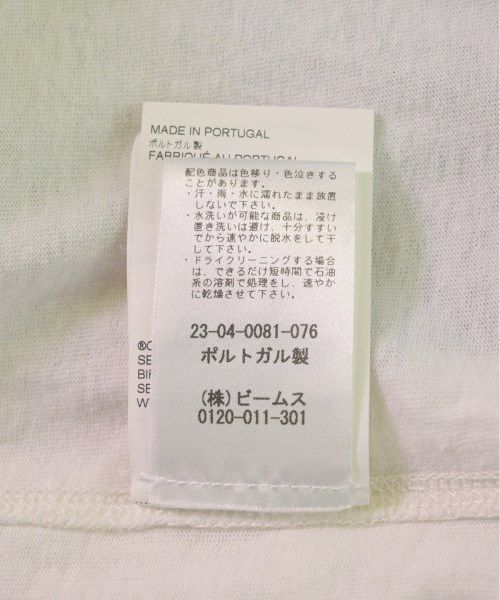 MADE IN PORTUGAL
ポルトガル製
FABRIQUÉ AU PORTUGAL
配色商品は色移り・色泣きする
ことがあります。
・汗・雨・水に濡れたまま放置
しないで下さい。
・水洗いが可能な商品は、浸け
置き洗いは避け、十分すすい
でから速やかに脱水をして干
して下さい。
・ドライクリーニングする場合
は、できるだけ短時間で石油
系の溶剤で処理をし、速やか
に乾燥させて下さい。
23-04-0081-076
ポルトガル製
(株)ビームス
0120-011-301
SE
BI
SE
W